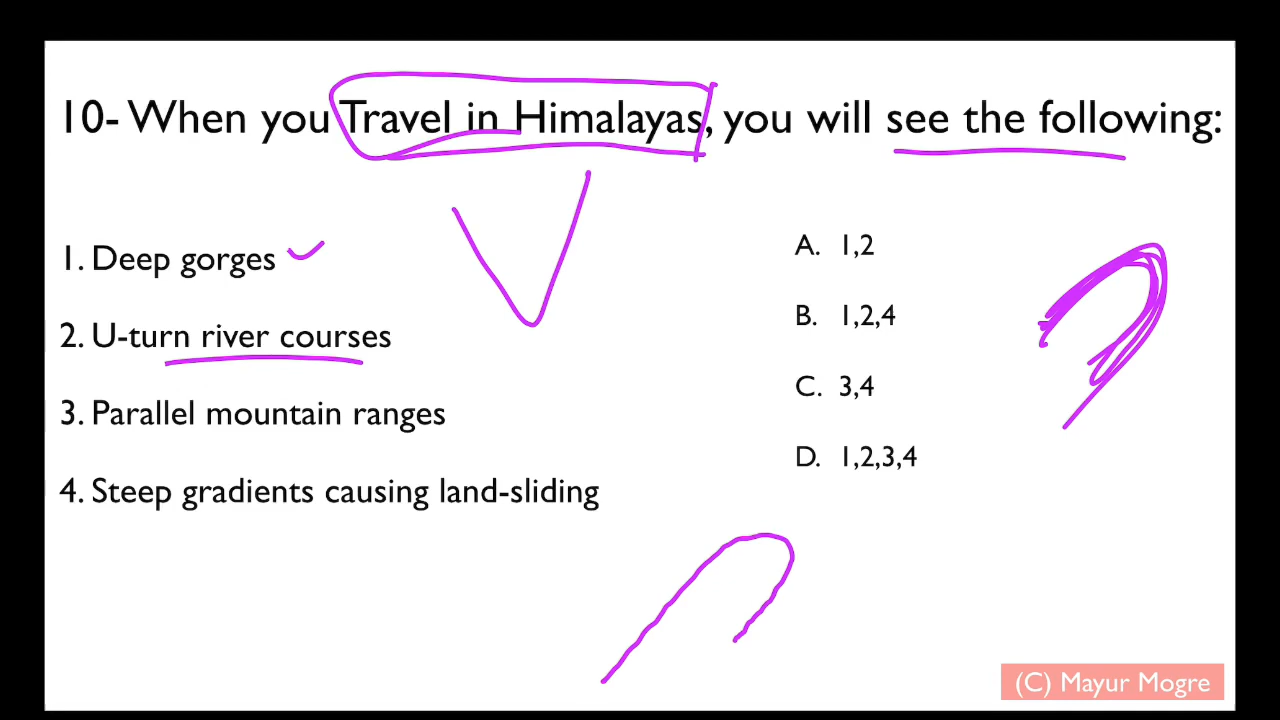 10- When you Travel in Himalayas, you will see the following:
1. Deep gorges
2. U-turn river courses
3. Parallel mountain ranges
4. Steep gradients causing land-sliding
A. 1,2
B. 1,2,4
C. 3,4
D. 1,2,3,4
(C) Mayur Mogre